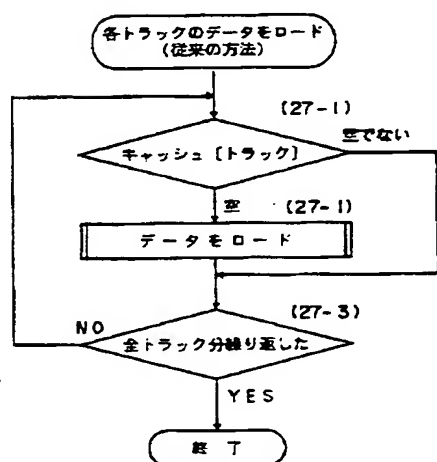 各トラックのデータをロード
(従来の方法)
(27-1)
キャッシュ〔トラック〕
空でない
空
(27-1)
データをロード
(27-3)
NO
全トラック分繰り返した
YES
終了